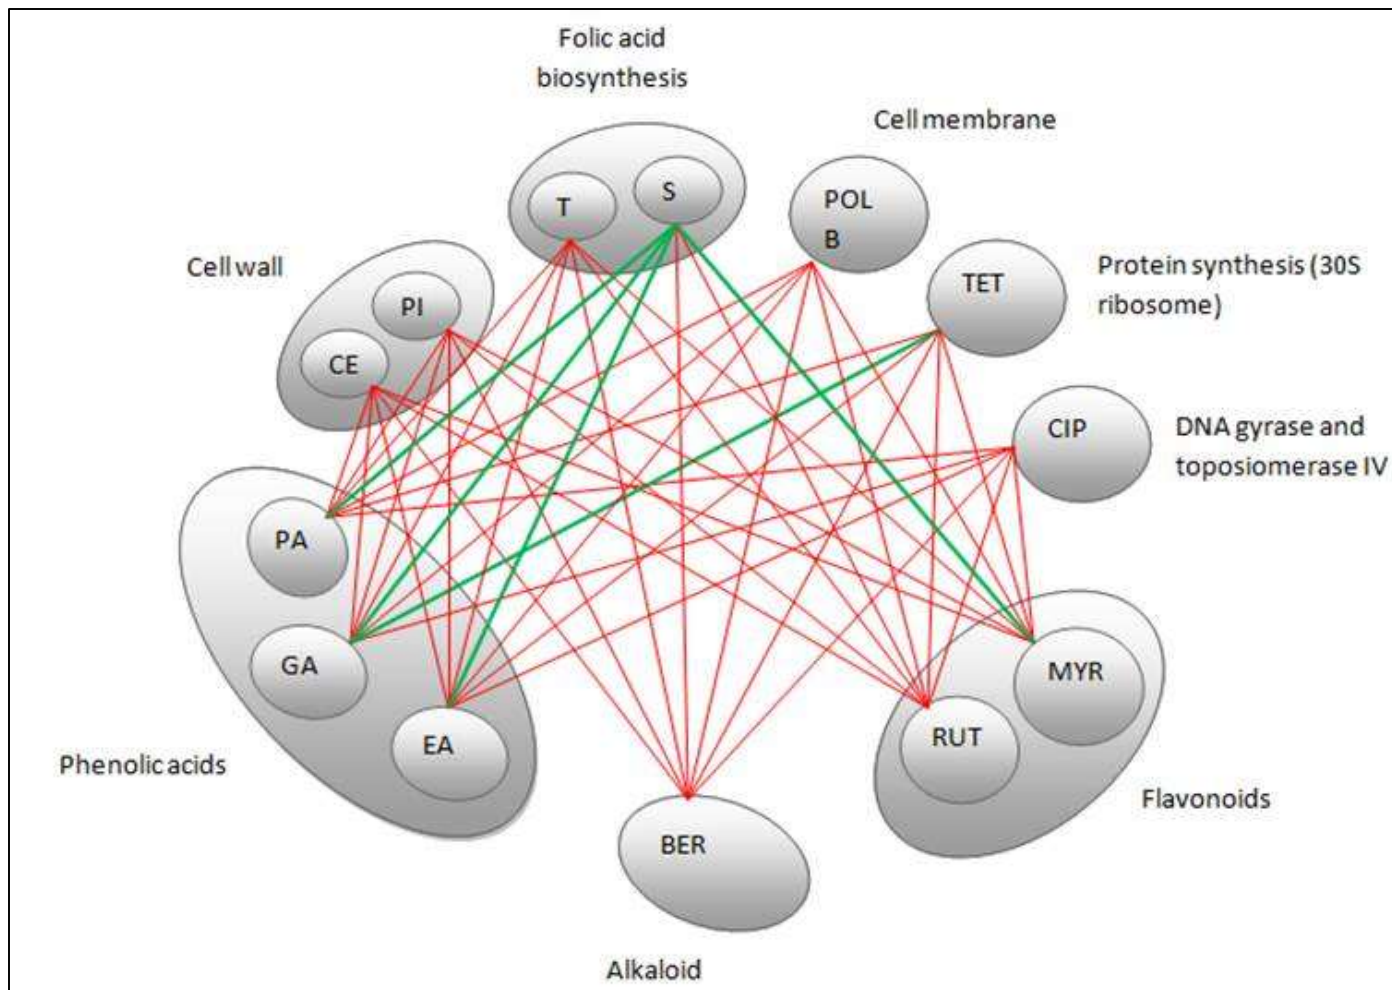 Folic acid
biosynthesis
Cell membrane
T
S
POL
B
Cell wall
PI
CE
TET
Protein synthesis (30S
ribosome)
CIP
DNA gyrase and
toposiomerase IV
PA
GA
EA
Phenolic acids
MYR
RUT
Flavonoids
BER
Alkaloid